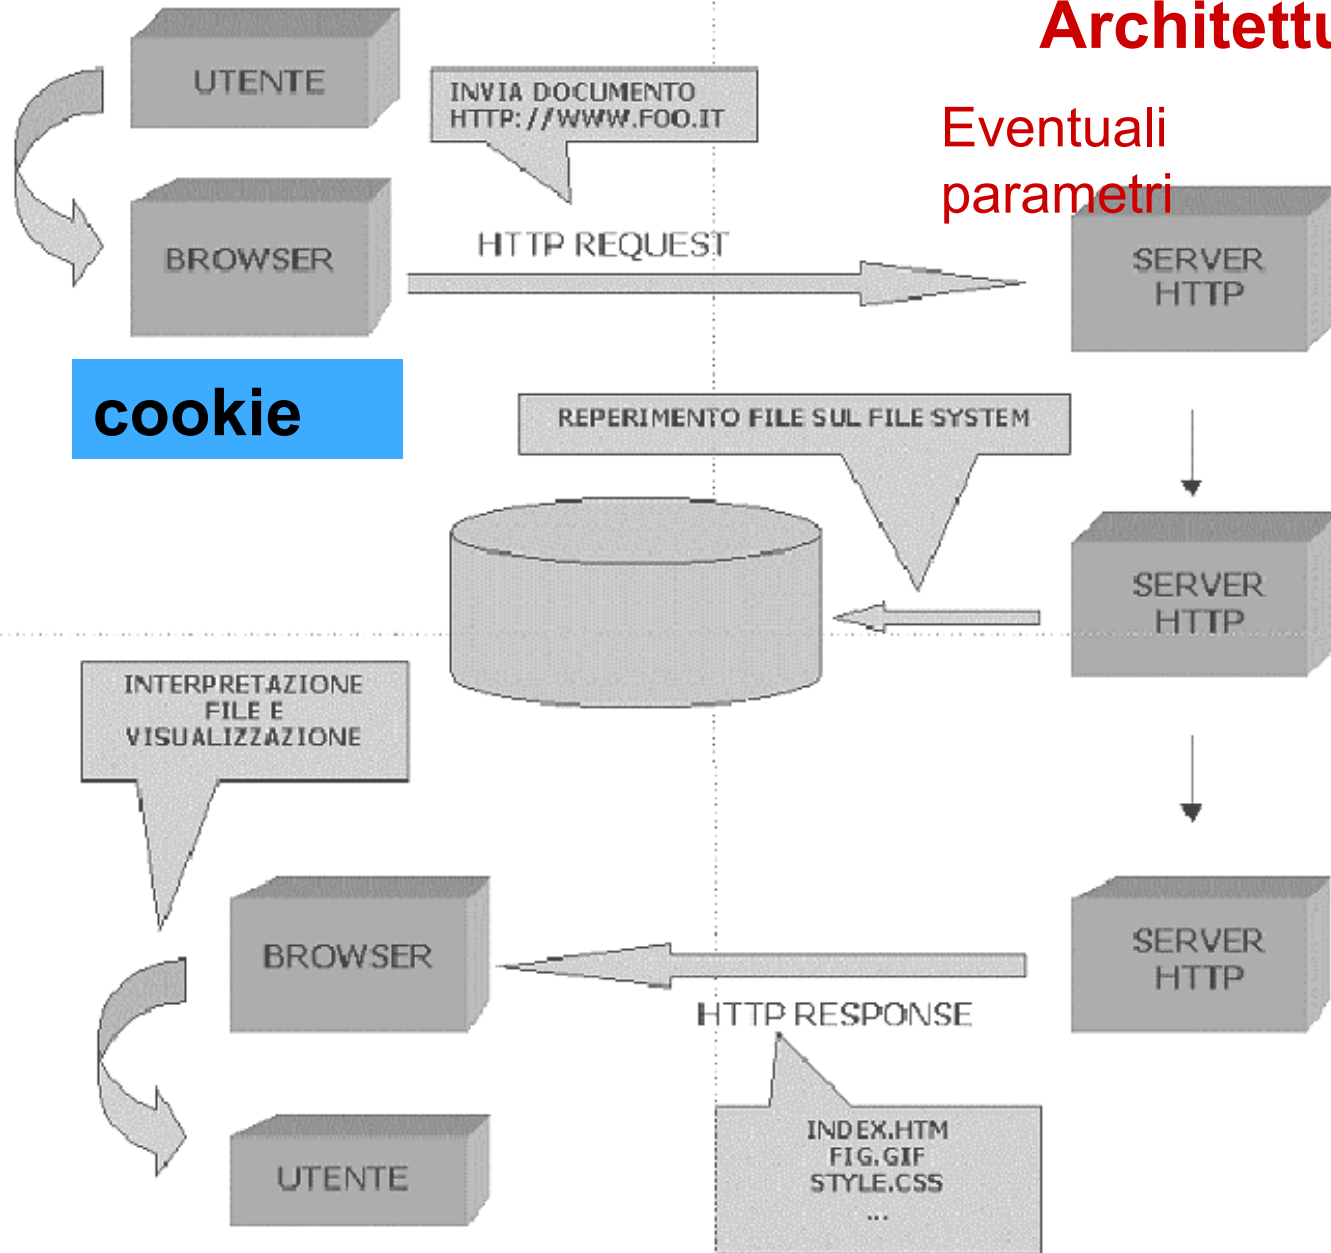 Architettu
UTENTE
INVIA DOCUMENTO
HTTP://WWW.FOO.IT
Eventuali
parametri
BROWSER
HTTP REQUEST
SERVER
HTTP
cookie
REPERIMENTO FILE SUL FILE SYSTEM
SERVER
HTTP
INTERPRETAZIONE
FILE E
VISUALIZZAZIONE
BROWSER
SERVER
HTTP
HTTP RESPONSE
INDEX.HTM
FIG.GIF
STYLE.CSS
...
UTENTE